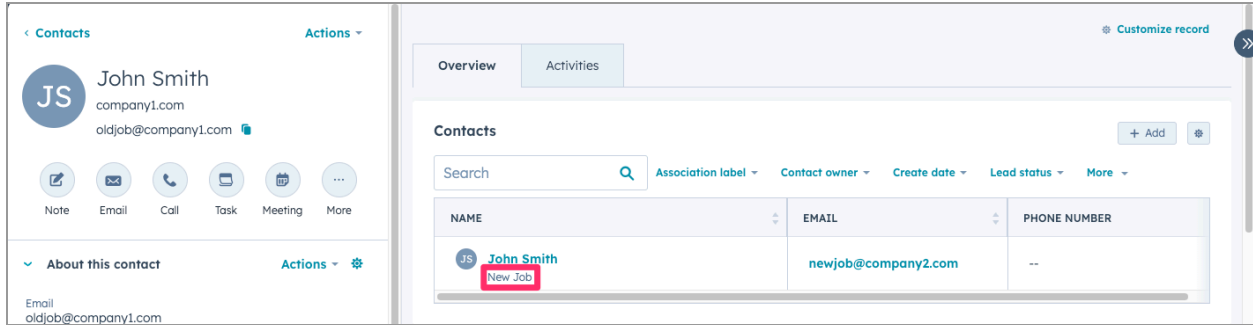 Contacts
Actions
JS
John Smith
company1.com
oldjob@company1.com
Note
Email
Call
Task
Meeting
More
About this contact
Actions
Email
oldjob@company1.com
Customize record
Overview
Activities
Contacts
+ Add
Search
Association label
Contact owner
Create date
Lead status
More
NAME
EMAIL
PHONE NUMBER
JS
John Smith
newjob@company2.com
--
New Job